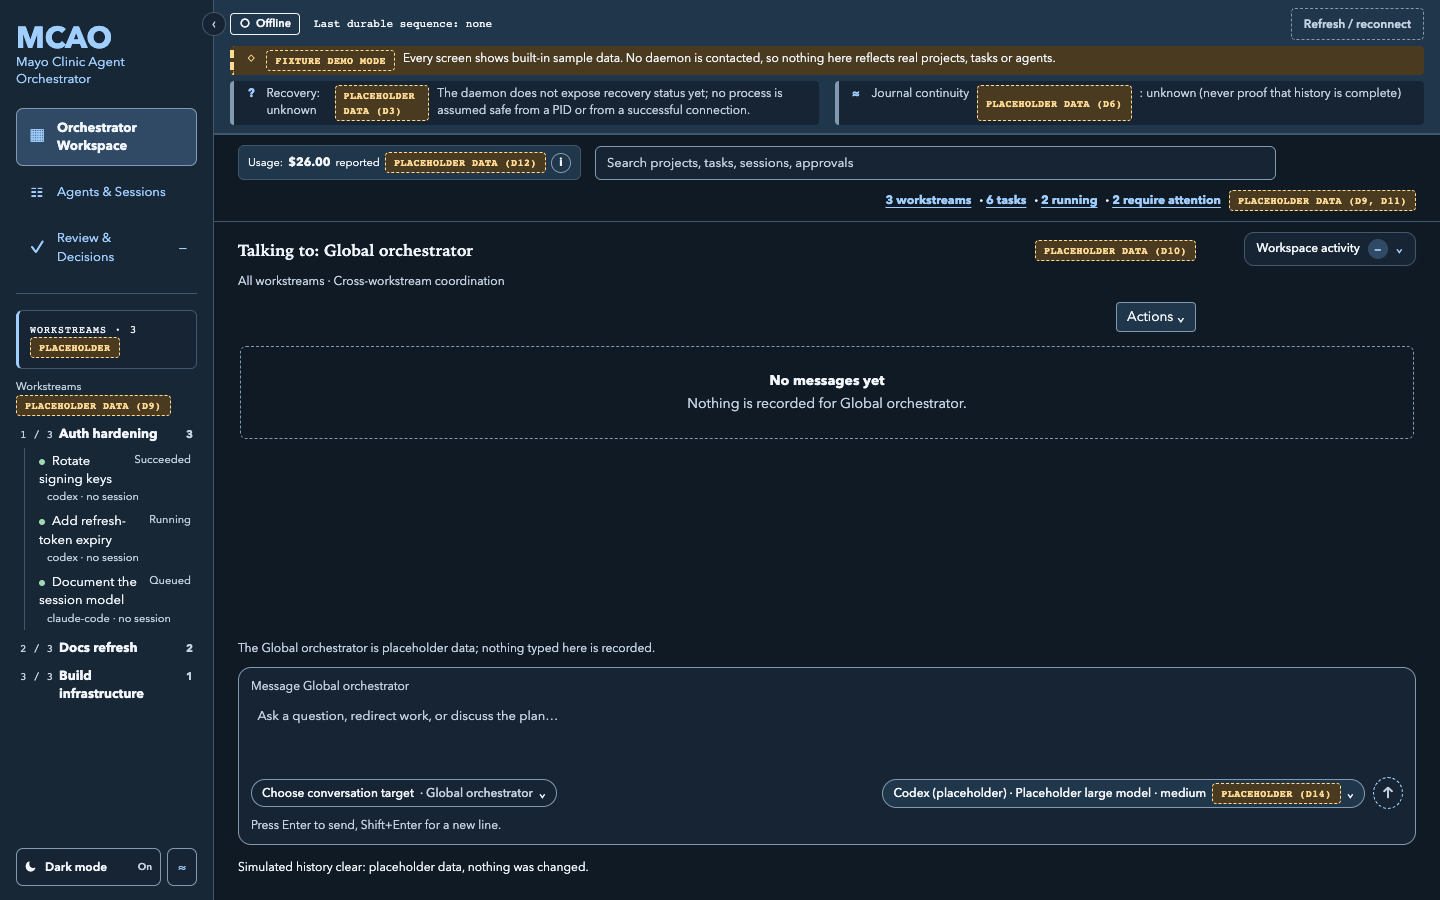 MCAO
Mayo Clinic Agent
Orchestrator
Orchestrator
Workspace
Agents & Sessions
Review &
Decisions
–
WORKSTREAMS · 3
PLACEHOLDER
Workstreams
PLACEHOLDER DATA (D9)
1 / 3 Auth hardening 3
Rotate Succeeded
signing keys
codex · no session
Add refresh- Running
token expiry
codex · no session
Document the Queued
session model
claude-code · no session
2 / 3 Docs refresh 2
3 / 3 Build 1
infrastructure
Dark mode On
≈
‹
Offline Last durable sequence: none Refresh / reconnect
FIXTURE DEMO MODE Every screen shows built-in sample data. No daemon is contacted, so nothing here reflects real projects, tasks or agents.
? Recovery: PLACEHOLDER The daemon does not expose recovery status yet; no process is
unknown DATA (D3) assumed safe from a PID or from a successful connection.
≈ Journal continuity PLACEHOLDER DATA (D6) : unknown (never proof that history is complete)
Usage: $26.00 reported PLACEHOLDER DATA (D12) i
Search projects, tasks, sessions, approvals
3 workstreams · 6 tasks · 2 running · 2 require attention PLACEHOLDER DATA (D9, D11)
Talking to: Global orchestrator PLACEHOLDER DATA (D10) Workspace activity –
All workstreams · Cross-workstream coordination
Actions
No messages yet
Nothing is recorded for Global orchestrator.
The Global orchestrator is placeholder data; nothing typed here is recorded.
Message Global orchestrator
Ask a question, redirect work, or discuss the plan…
Choose conversation target · Global orchestrator Codex (placeholder) · Placeholder large model · medium PLACEHOLDER (D14)
Press Enter to send, Shift+Enter for a new line.
Simulated history clear: placeholder data, nothing was changed.